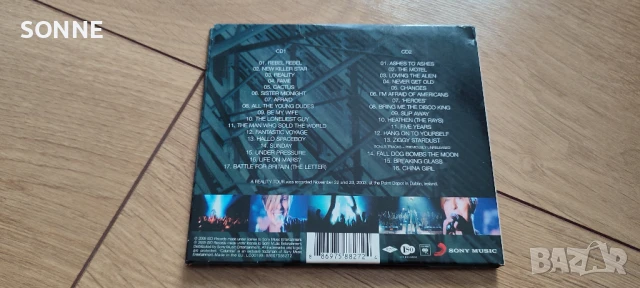 SONNE
CD1
01. REBEL REBEL
02. NEW KILLER STAR
03. REALITY
04. FAME
05. CACTUS
06. SISTER MIDNIGHT
07. AFRAID
08. ALL THE YOUNG DUDES
09. BE MY WIFE
10. THE LONELIEST GUY
11. THE MAN WHO SOLD THE WORLD
12. FANTASTIC VOYAGE
13. HALLO SPACEBOY
14. SUNDAY
15. UNDER PRESSURE
16. LIFE ON MARS?
17. BATTLE FOR BRITAIN (THE LETTER)
CD2
01. ASHES TO ASHES
02. THE MOTEL
03. LOVING THE ALIEN
04. NEVER GET OLD
05. CHANGES
06. I'M AFRAID OF AMERICANS
07. 'HEROES'
08. BRING ME THE DISCO KING
09. SLIP AWAY
10. HEATHEN (THE RAYS)
11. FIVE YEARS
12. HANG ON TO YOURSELF
13. ZIGGY STARDUST
14. FALL DOG BOMBS THE MOON
15. BREAKING GLASS
16. CHINA GIRL
A REALITY TOUR was recorded November 22 and 23, 2003, at the Point Depot in Dublin, Ireland.
ISO
SONY MUSIC
bazar